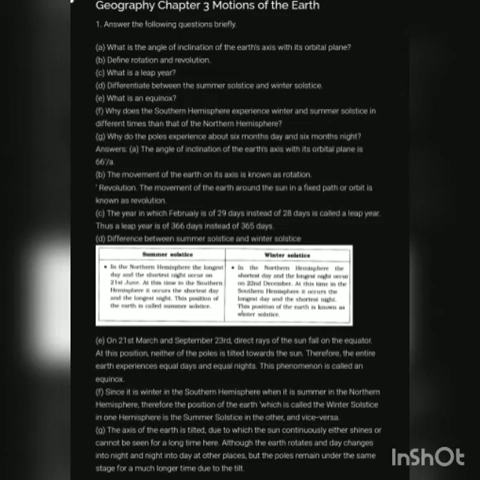 Geography Chapter 3 Motions of the Earth
1. Answer the following questions briefly.
(a) What is the angle of inclination of the earth's axis with its orbital plane?
(b) Define rotation and revolution.
(c) What is a leap year?
(d) Differentiate between the summer solstice and winter solstice.
(e) What is an equinox?
(f) Why does the Southern Hemisphere experience winter and summer solstice in
different times than that of the Northern Hemisphere?
(g) Why do the poles experience about six months day and six months night?
Answers: (a) The angle of inclination of the earth's axis with its orbital plane is
(b) The movement of the earth on its axis is known as rotation.
' Revolution. The movement of the earth around the sun in a fixed path or orbit is
known as revolution.
(c) The year in which February is of 29 days instead of 28 days is called a leap year.
Thus a leap year is of 366 days instead of 365 days.
(d) Difference between summer solstice and winter solstice
Summer solstice
• In the Northern Hemisphere the longest
day and the shortest night occur on
21st June. At this time in the Southern
Hemisphere it occurs the shortest day
and the longest night. This position of
the earth is called summer solstice.
Winter solstice
• In the Northern Hemisphere the
shortest day and the longest night occur
on 22nd December. At this time in the
Southern Hemisphere it occurs the
longest day and the shortest night.
This position of the earth is known as
winter solstice.
(e) On 21st March and September 23rd, direct rays of the sun fall on the equator.
At this position, neither of the poles is tilted towards the sun. Therefore, the entire
earth experiences equal days and equal nights. This phenomenon is called an
equinox.
(f) Since it is winter in the Southern Hemisphere when it is summer in the Northern
Hemisphere, therefore the position of the earth 'which is called the Winter Solstice
in one Hemisphere is the Summer Solstice in the other, and vice-versa.
(g) The axis of the earth is tilted, due to which the sun continuously either shines or
cannot be seen for a long time here. Although the earth rotates and day changes
into night and night into day at other places, but the poles remain under the same
stage for a much longer time due to the tilt.
InShOt